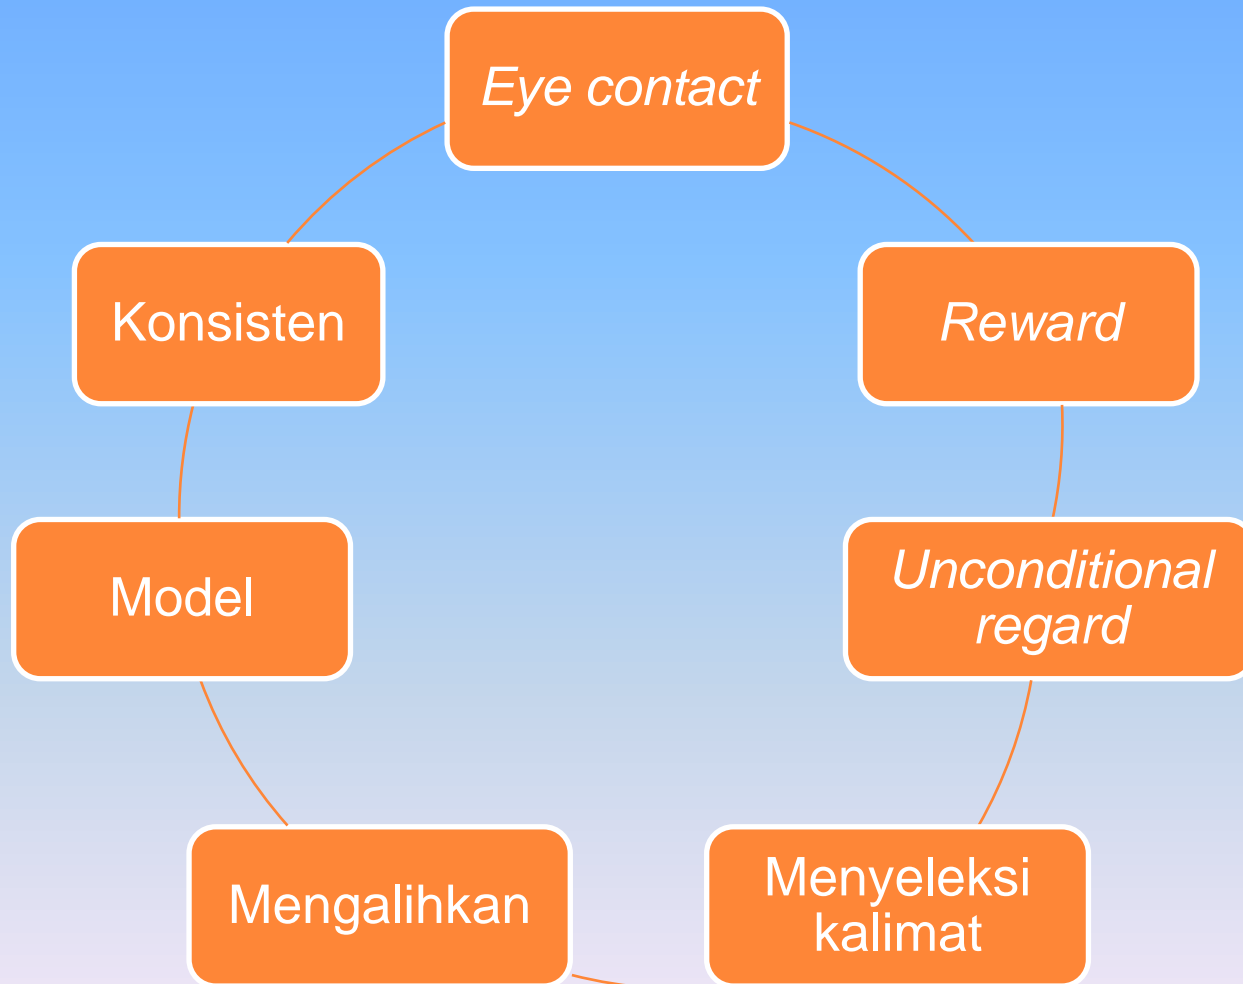 Eye contact
Reward
Unconditional
regard
Menyeleksi
kalimat
Mengalihkan
Model
Konsisten